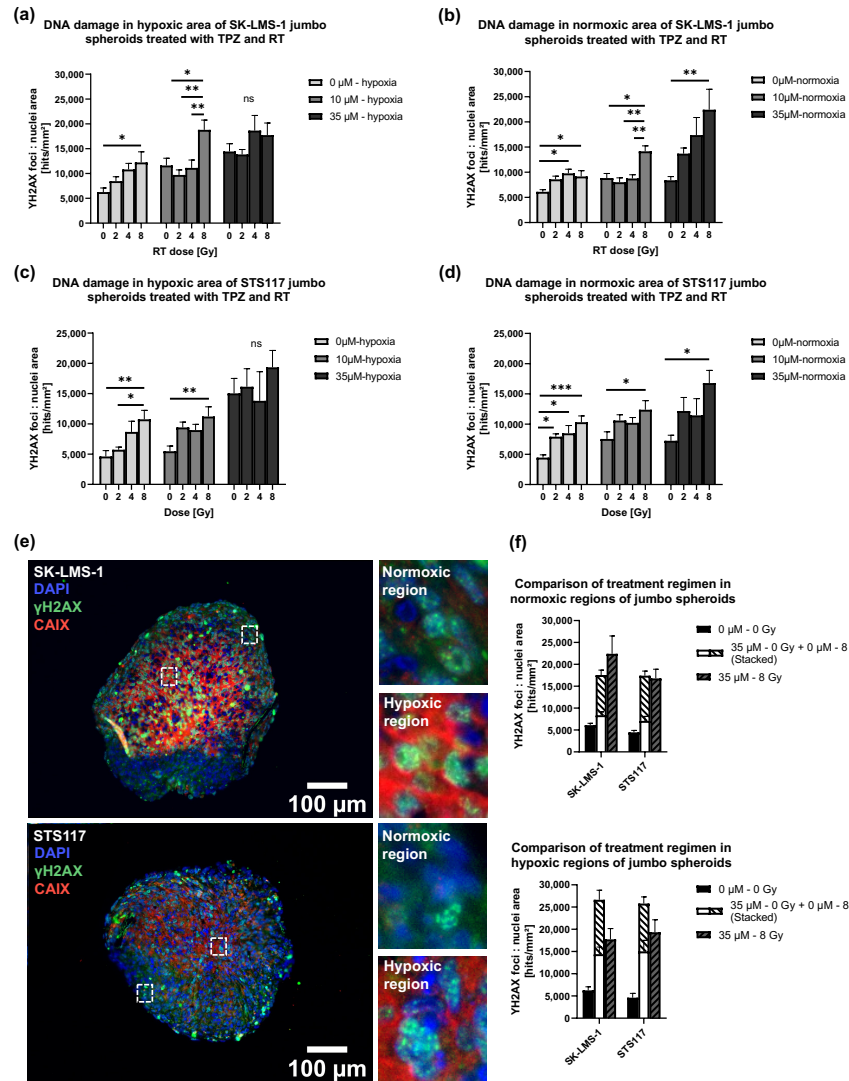 (a)
DNA damage in hypoxic area of SK-LMS-1 jumbo
spheroids treated with TPZ and RT
YH2AX foci : nuclei area
[hits/mm²]
30,000
25,000
20,000
15,000
10,000
5,000
0
*
*
**
**
ns
0 µM - hypoxia
10 µM - hypoxia
35 µM - hypoxia
0 2 4 8 0 2 4 8 0 2 4 8
RT dose [Gy]
(b)
DNA damage in normoxic area of SK-LMS-1 jumbo
spheroids treated with TPZ and RT
YH2AX foci : nuclei area
[hits/mm²]
30,000
25,000
20,000
15,000
10,000
5,000
0
*
*
*
**
**
**
0µM-normoxia
10µM-normoxia
35µM-normoxia
0 2 4 8 0 2 4 8 0 2 4 8
RT dose [Gy]
(c)
DNA damage in hypoxic area of STS117 jumbo
spheroids treated with TPZ and RT
YH2AX foci : nuclei area
[hits/mm²]
25,000
20,000
15,000
10,000
5,000
0
**
*
**
ns
0µM-hypoxia
10µM-hypoxia
35µM-hypoxia
0 2 4 8 0 2 4 8 0 2 4 8
Dose [Gy]
(d)
DNA damage in normoxic area of STS117 jumbo
spheroids treated with TPZ and RT
YH2AX foci : nuclei area
[hits/mm²]
25,000
20,000
15,000
10,000
5,000
0
***
*
*
*
*
0µM-normoxia
10µM-normoxia
35µM-normoxia
0 2 4 8 0 2 4 8 0 2 4 8
Dose [Gy]
(e)
SK-LMS-1
DAPI
γH2AX
CAIX
100 µm
Normoxic
region
Hypoxic
region
STS117
DAPI
γH2AX
CAIX
100 µm
Normoxic
region
Hypoxic
region
(f)
Comparison of treatment regimen in
normoxic regions of jumbo spheroids
YH2AX foci : nuclei area
[hits/mm²]
30,000
25,000
20,000
15,000
10,000
5,000
0
SK-LMS-1
STS117
0 µM - 0 Gy
35 µM - 0 Gy + 0 µM - 8
(Stacked)
35 µM - 8 Gy
Comparison of treatment regimen in
hypoxic regions of jumbo spheroids
YH2AX foci : nuclei area
[hits/mm²]
30,000
25,000
20,000
15,000
10,000
5,000
0
SK-LMS-1
STS117
0 µM - 0 Gy
35 µM - 0 Gy + 0 µM - 8
(Stacked)
35 µM - 8 Gy